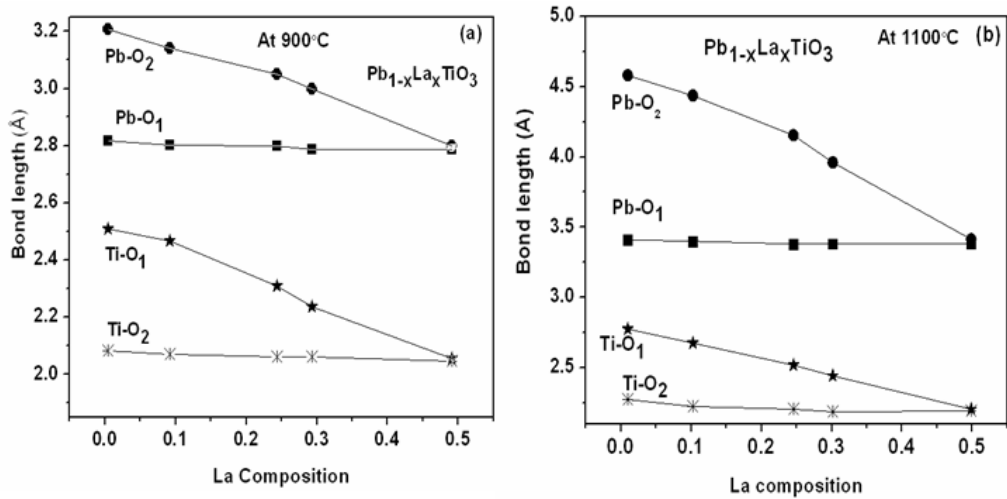 (a)
At 900°C
Pb1-xLaxTiO3
Pb-O2
Pb-O1
Ti-O1
Ti-O2
Bond length (Å)
3.2
3.0
2.8
2.6
2.4
2.2
2.0
0.0 0.1 0.2 0.3 0.4 0.5
La Composition
(b)
At 1100°C
Pb1-xLaxTiO3
Pb-O2
Pb-O1
Ti-O1
Ti-O2
Bond length (Å)
5.0
4.5
4.0
3.5
3.0
2.5
0.0 0.1 0.2 0.3 0.4 0.5
La composition